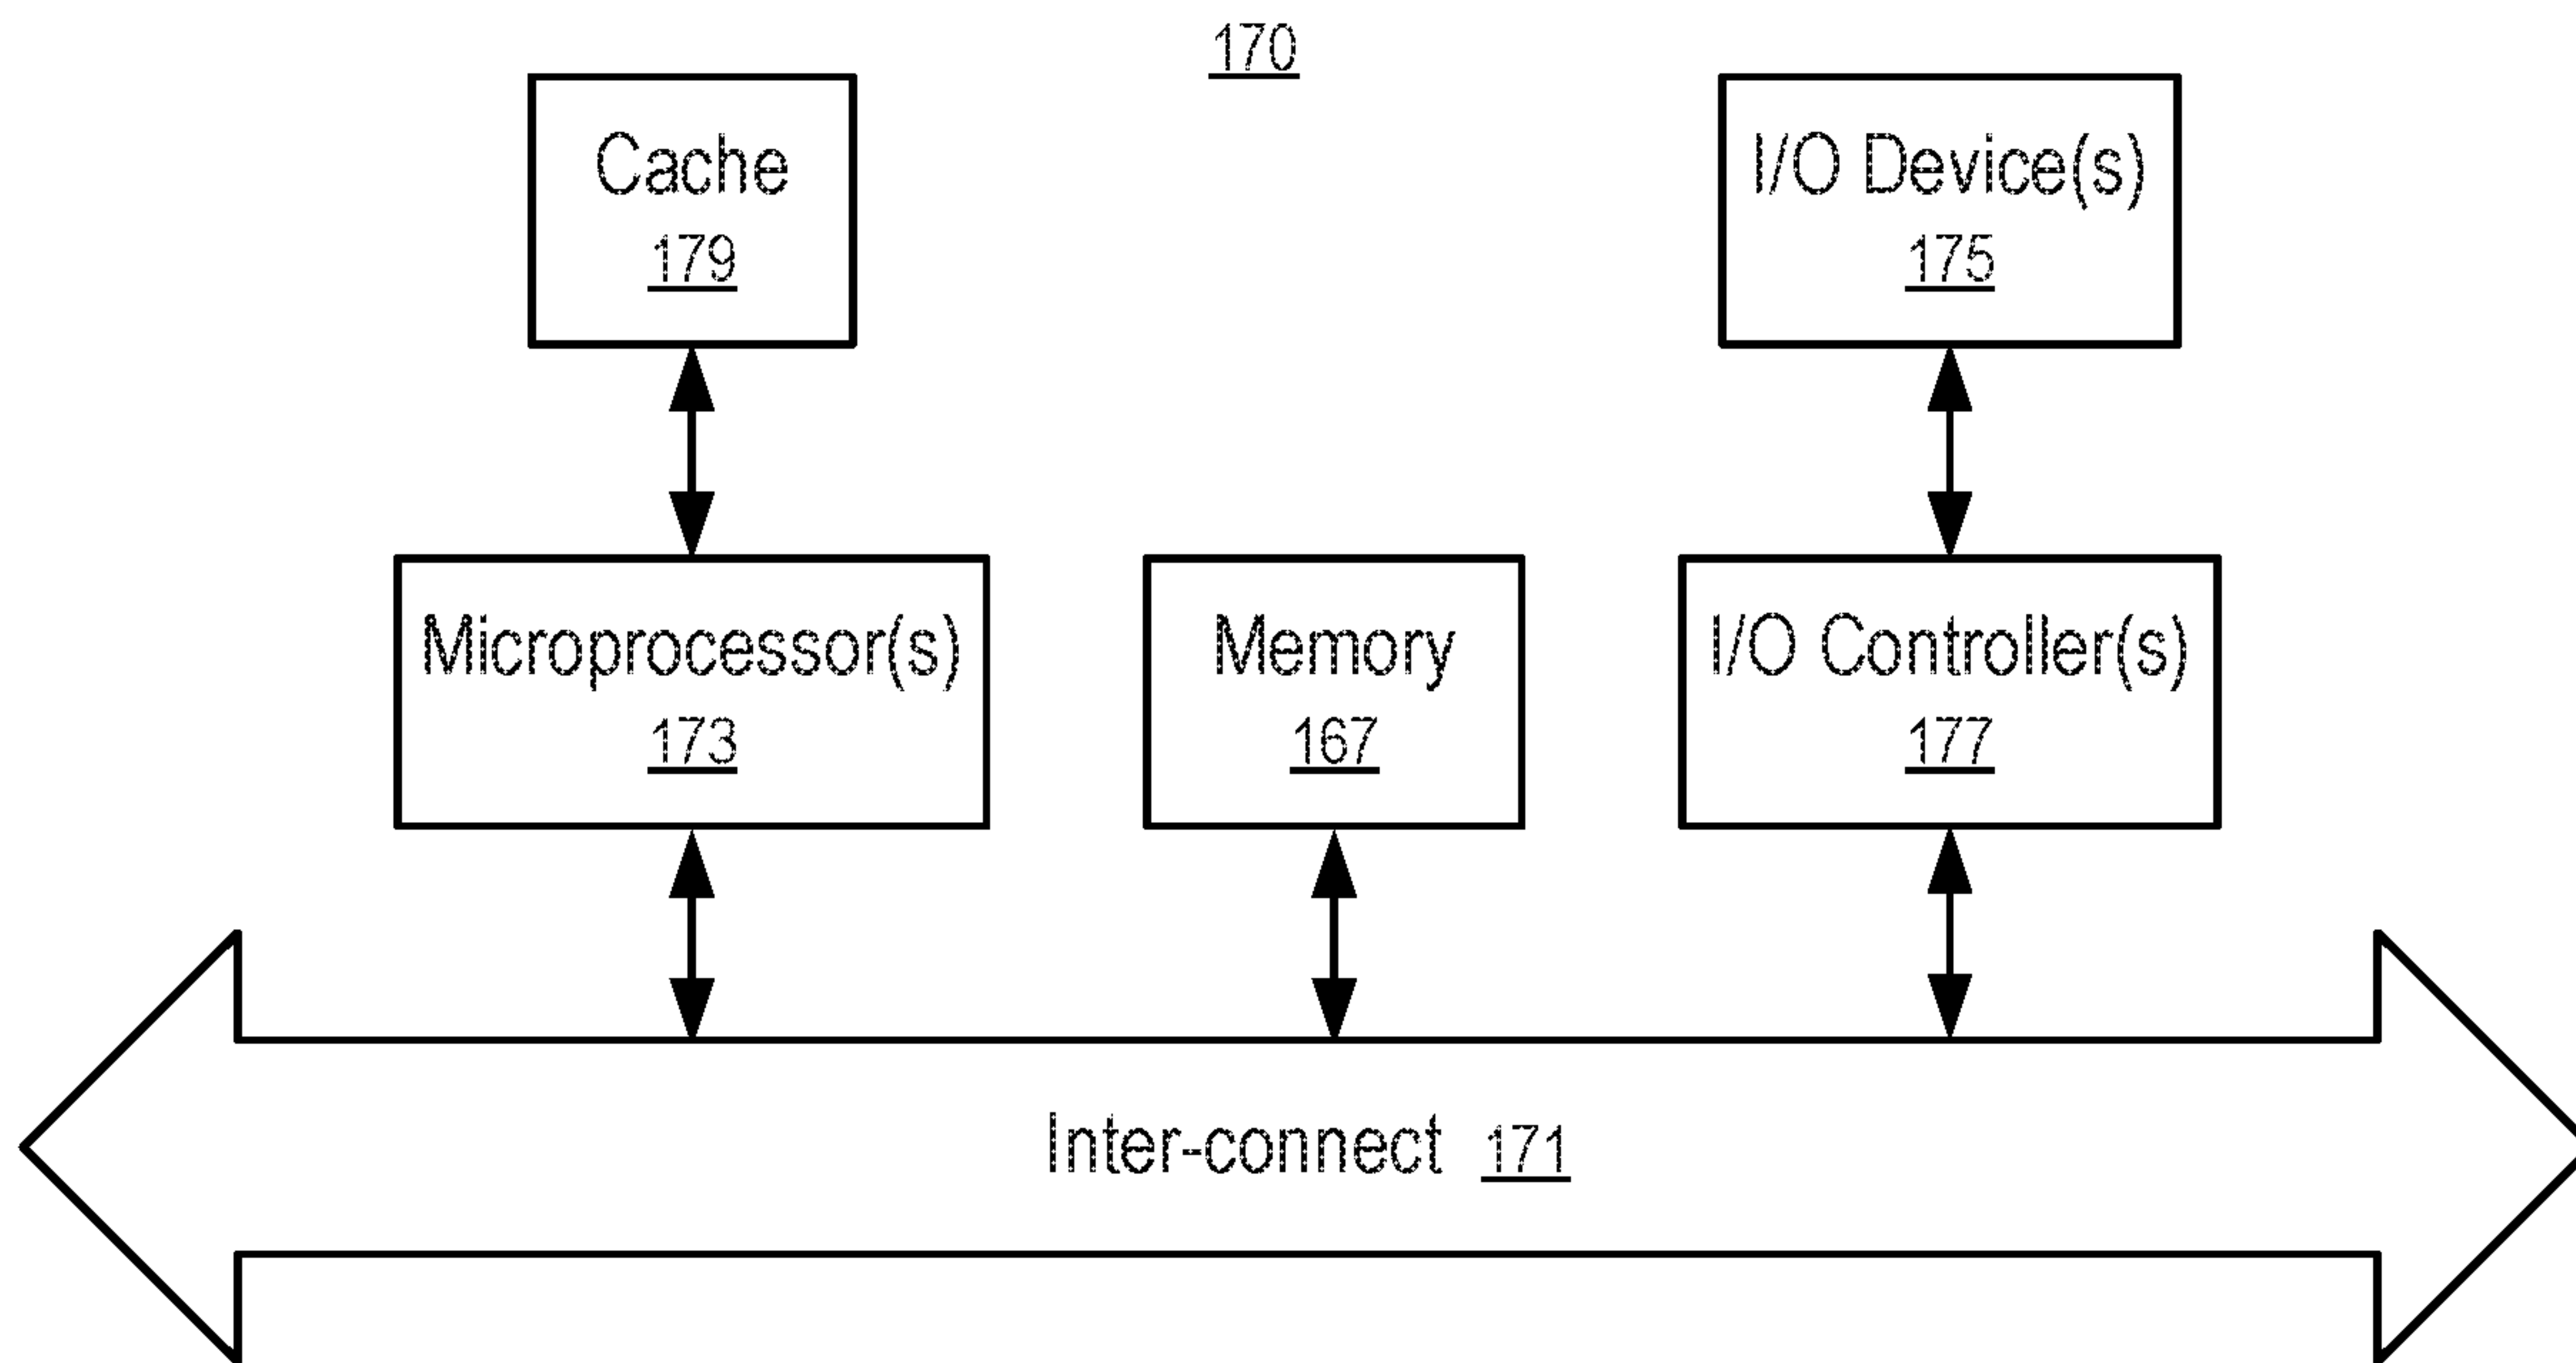 170
Cache
179
I/O Device(s)
175
Microprocessor(s)
173
Memory
167
I/O Controller(s)
177
Inter-connect 171